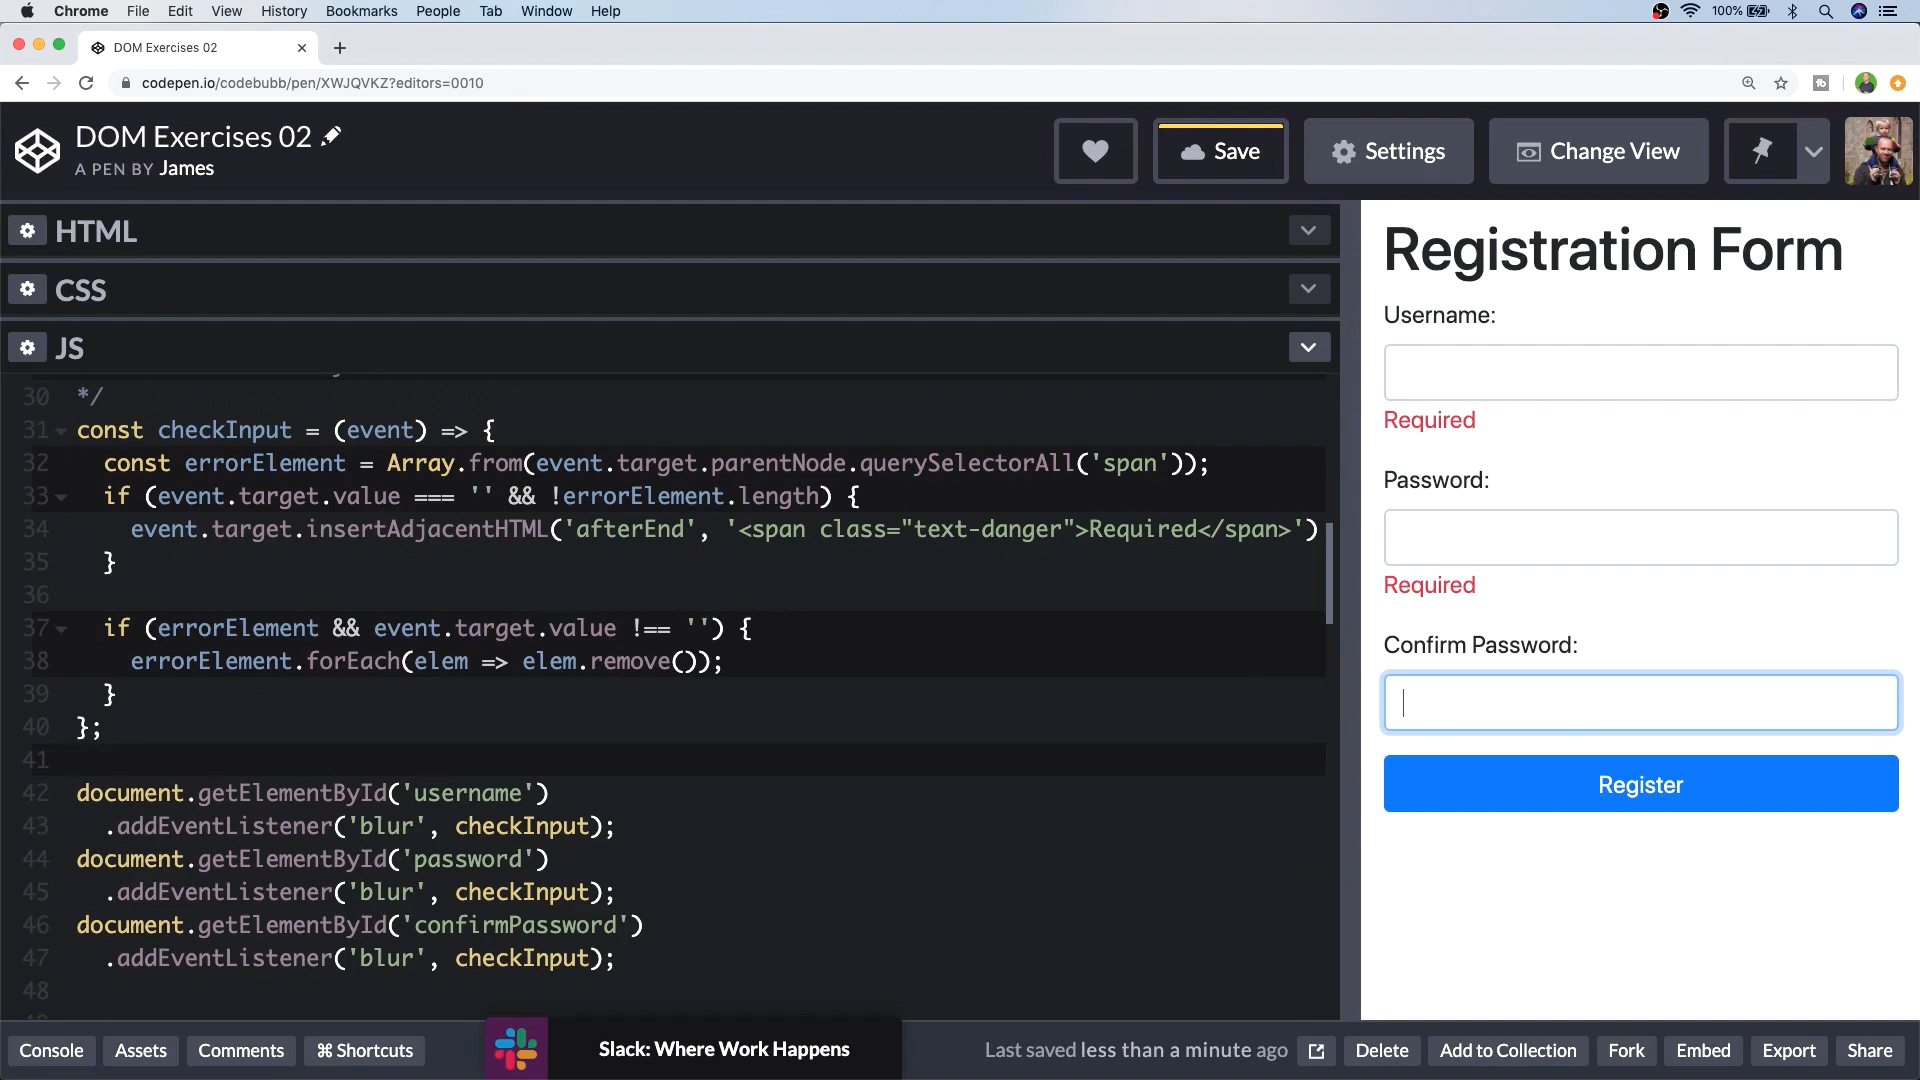 Chrome File Edit View History Bookmarks People Tab Window Help 100%
DOM Exercises 02
codepen.io/codebubb/pen/XWJQVKZ?editors=0010
DOM Exercises 02
A PEN BY James
Save
Settings
Change View
HTML
CSS
JS
30 */
31 const checkInput = (event) => {
32 const errorElement = Array.from(event.target.parentNode.querySelectorAll('span'));
33 if (event.target.value === '' && !errorElement.length) {
34 event.target.insertAdjacentHTML('afterEnd', '<span class="text-danger">Required</span>')
35 }
36
37 if (errorElement && event.target.value !== '') {
38 errorElement.forEach(elem => elem.remove());
39 }
40 };
41
42 document.getElementById('username')
43 .addEventListener('blur', checkInput);
44 document.getElementById('password')
45 .addEventListener('blur', checkInput);
46 document.getElementById('confirmPassword')
47 .addEventListener('blur', checkInput);
48
Registration Form
Username:
Required
Password:
Required
Confirm Password:
Register
Console
Assets
Comments
⌘ Shortcuts
Slack: Where Work Happens
Last saved less than a minute ago
Delete
Add to Collection
Fork
Embed
Export
Share